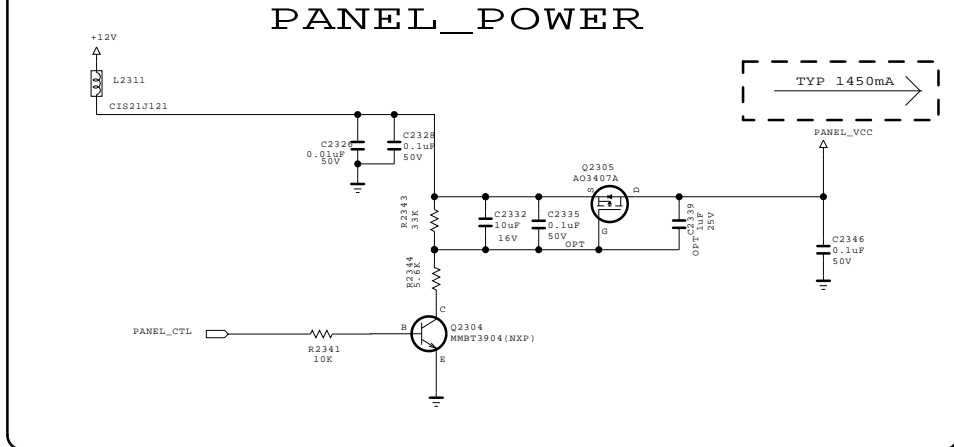 PANEL_POWER
+12V
L2311
CIS21J121
TYP 1450mA
PANEL_VCC
C2326
0.01uF
50V
C2328
0.1uF
50V
Q2305
AO3407A
S
D
G
R2343
33K
C2332
10uF
16V
C2335
0.1uF
50V
OPT
C2339
1uF
25V
OPT
C2346
0.1uF
50V
R2344
5.6K
C
B
E
Q2304
MMBT3904(NXP)
PANEL_CTL
R2341
10K